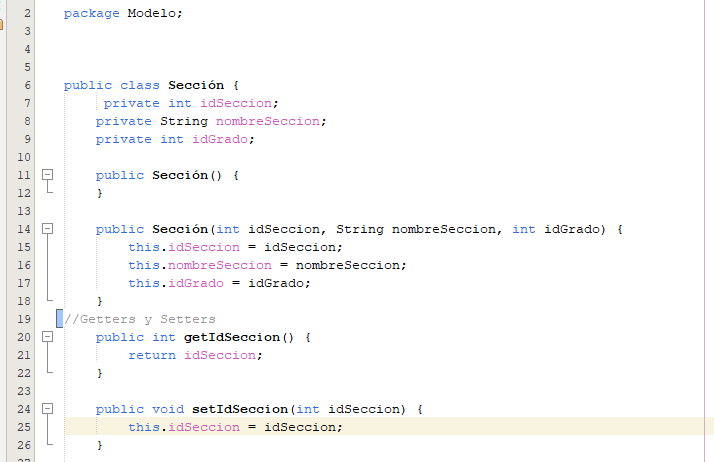 2 package Modelo;
3
4
5
6 public class Sección {
7 private int idSeccion;
8 private String nombreSeccion;
9 private int idGrado;
10
11 public Sección() {
12 }
13
14 public Sección(int idSeccion, String nombreSeccion, int idGrado) {
15 this.idSeccion = idSeccion;
16 this.nombreSeccion = nombreSeccion;
17 this.idGrado = idGrado;
18 }
19 //Getters y Setters
20 public int getIdSeccion() {
21 return idSeccion;
22 }
23
24 public void setIdSeccion(int idSeccion) {
25 this.idSeccion = idSeccion;
26 }
27